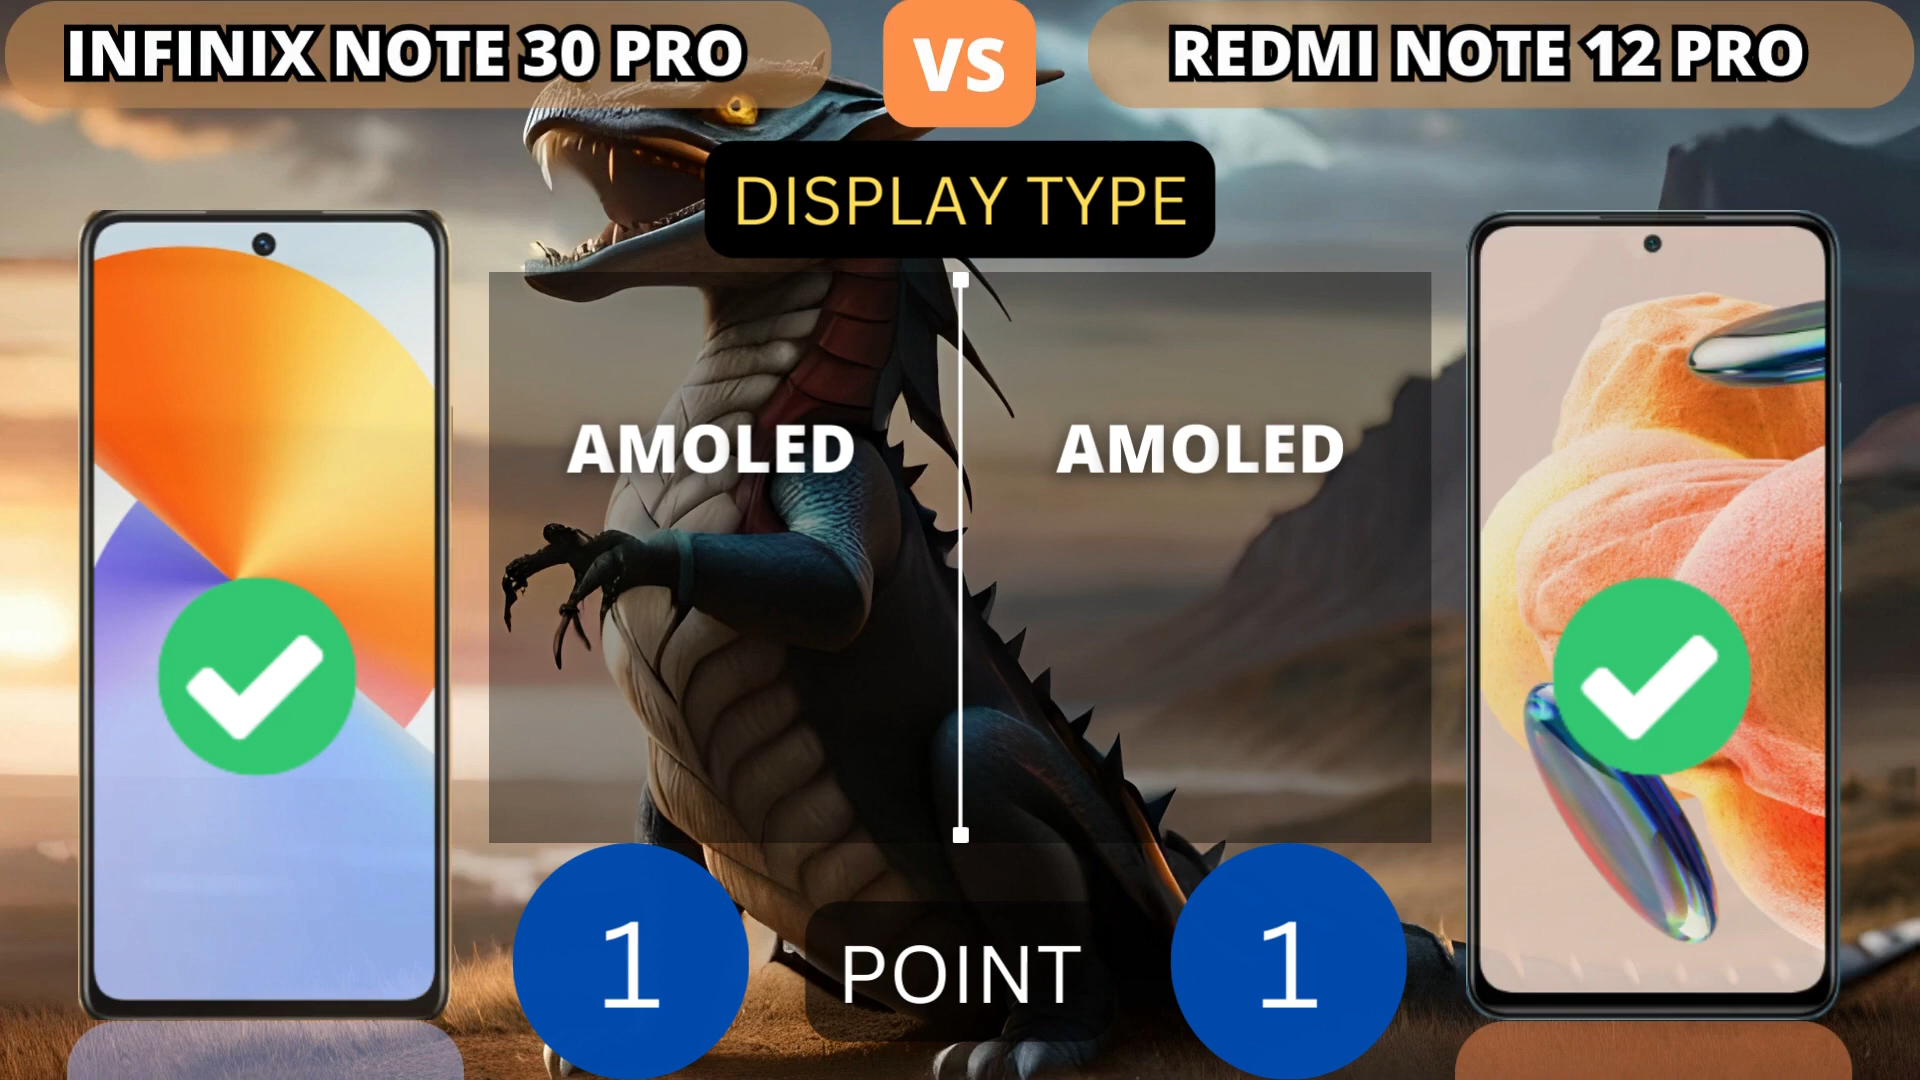 INFINIX NOTE 30 PRO
VS
REDMI NOTE 12 PRO
DISPLAY TYPE
AMOLED
AMOLED
1
POINT
1